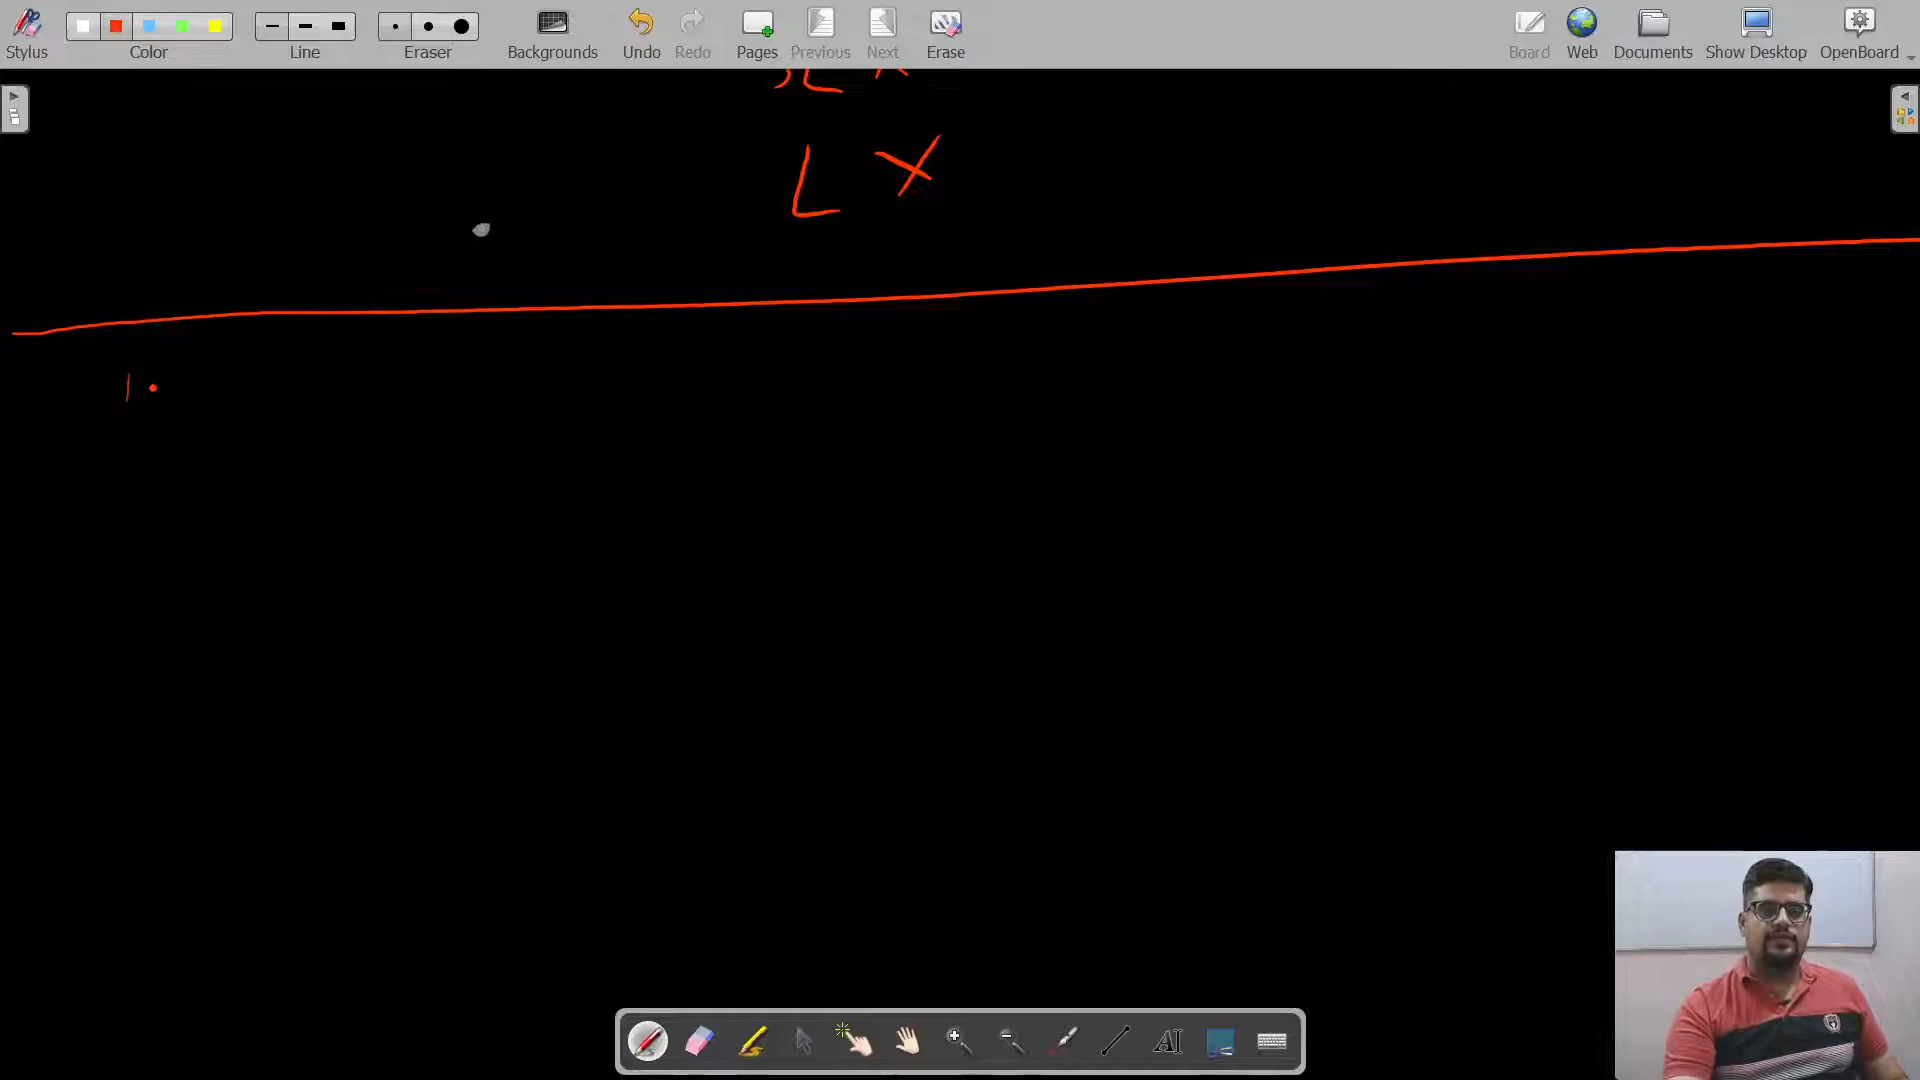 Stylus Color Line Eraser Backgrounds Undo Redo Pages Previous Next Erase Board Web Documents Show Desktop OpenBoard
L X
1.